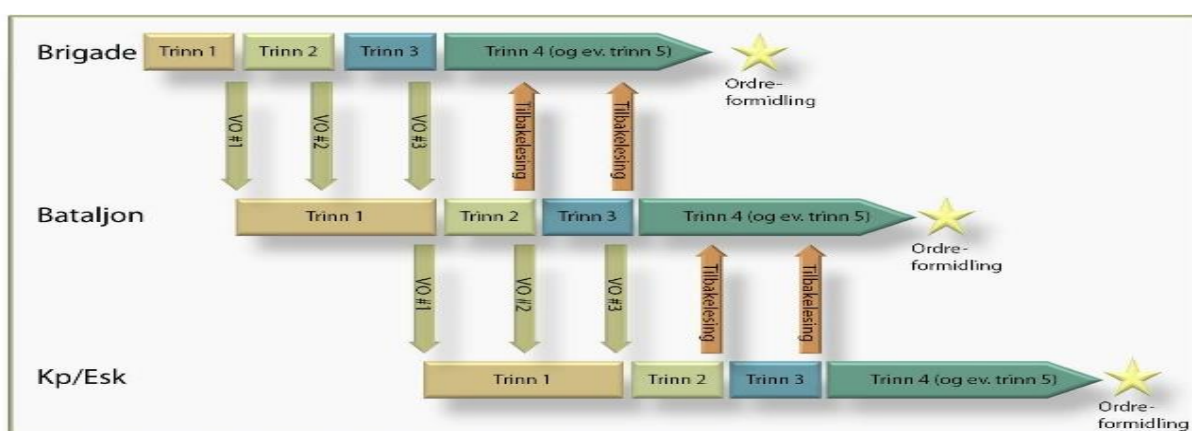 Brigade
Trinn 1
Trinn 2
Trinn 3
Trinn 4 (og ev. trinn 5)
Ordre-
formidling
VO #1
VO #2
VO #3
Tilbakelesing
Tilbakelesing
Bataljon
Trinn 1
Trinn 2
Trinn 3
Trinn 4 (og ev. trinn 5)
Ordre-
formidling
VO #1
VO #2
VO #3
Tilbakelesing
Tilbakelesing
Kp/Esk
Trinn 1
Trinn 2
Trinn 3
Trinn 4 (og ev. trinn 5)
Ordre-
formidling